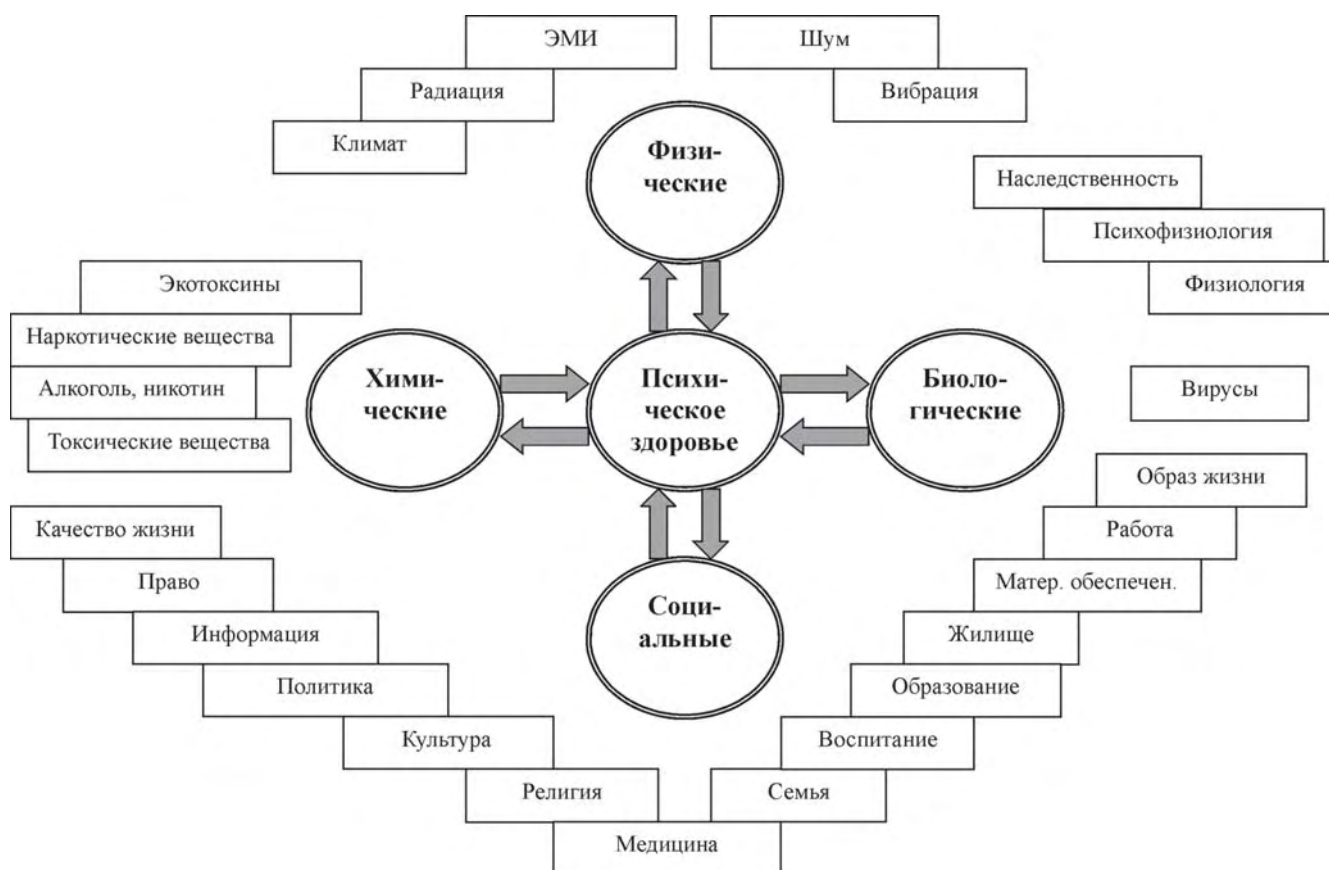 ЭМИ
Шум
Радиация
Вибрация
Климат
Физи-
ческие
Наследственность
Психофизиология
Экотоксины
Физиология
Наркотические вещества
Алкоголь, никотин
Токсические вещества
Хими-
ческие
Психи-
ческое
здоровье
Биоло-
гические
Вирусы
Образ жизни
Качество жизни
Работа
Право
Матер. обеспечен.
Информация
Соци-
альные
Жилище
Политика
Образование
Культура
Воспитание
Религия
Семья
Медицина